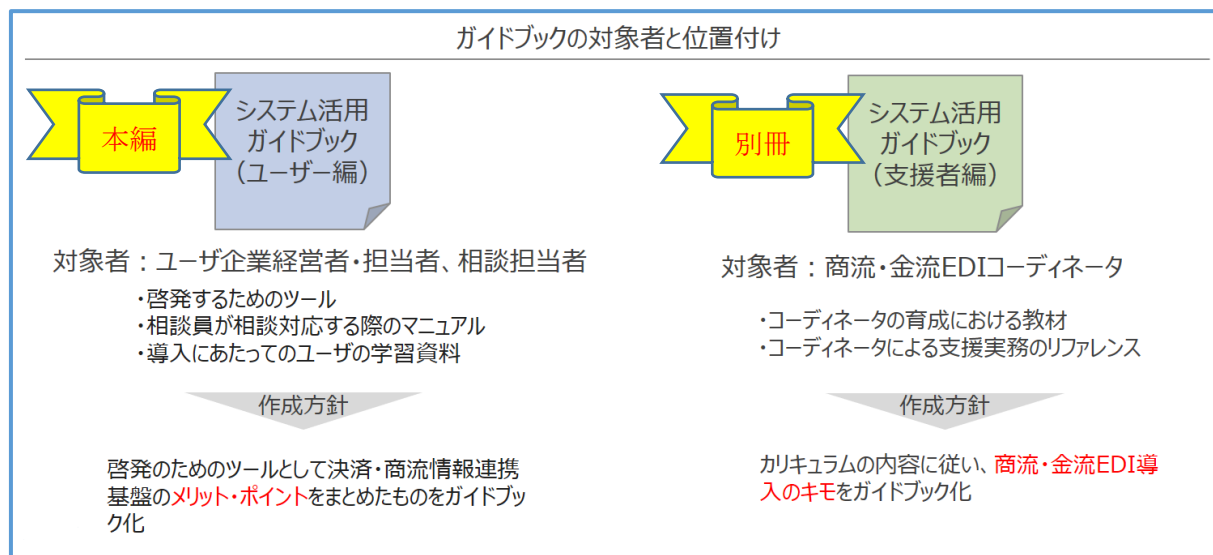 ガイドブックの対象者と位置付け
本編
システム活用
ガイドブック
（ユーザー編）
対象者：ユーザ企業経営者・担当者、相談担当者
・啓発するためのツール
・相談員が相談対応する際のマニュアル
・導入にあたってのユーザの学習資料
作成方針
啓発のためのツールとして決済・商流情報連携
基盤のメリット・ポイントをまとめたものをガイドブッ
ク化
別冊
システム活用
ガイドブック
（支援者編）
対象者：商流・金流EDIコーディネータ
・コーディネータの育成における教材
・コーディネータによる支援実務のリファレンス
作成方針
カリキュラムの内容に従い、商流・金流EDI導
入のキモをガイドブック化